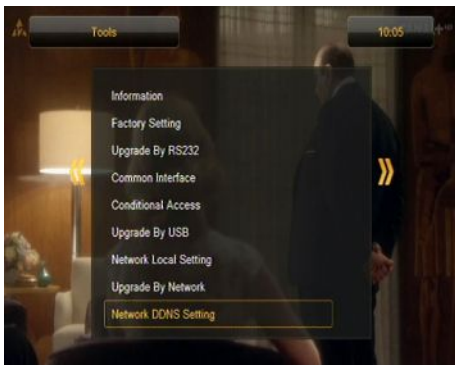 Tools
10:05
Information
Factory Setting
Upgrade By RS232
Common Interface
Conditional Access
Upgrade By USB
Network Local Setting
Upgrade By Network
Network DDNS Setting